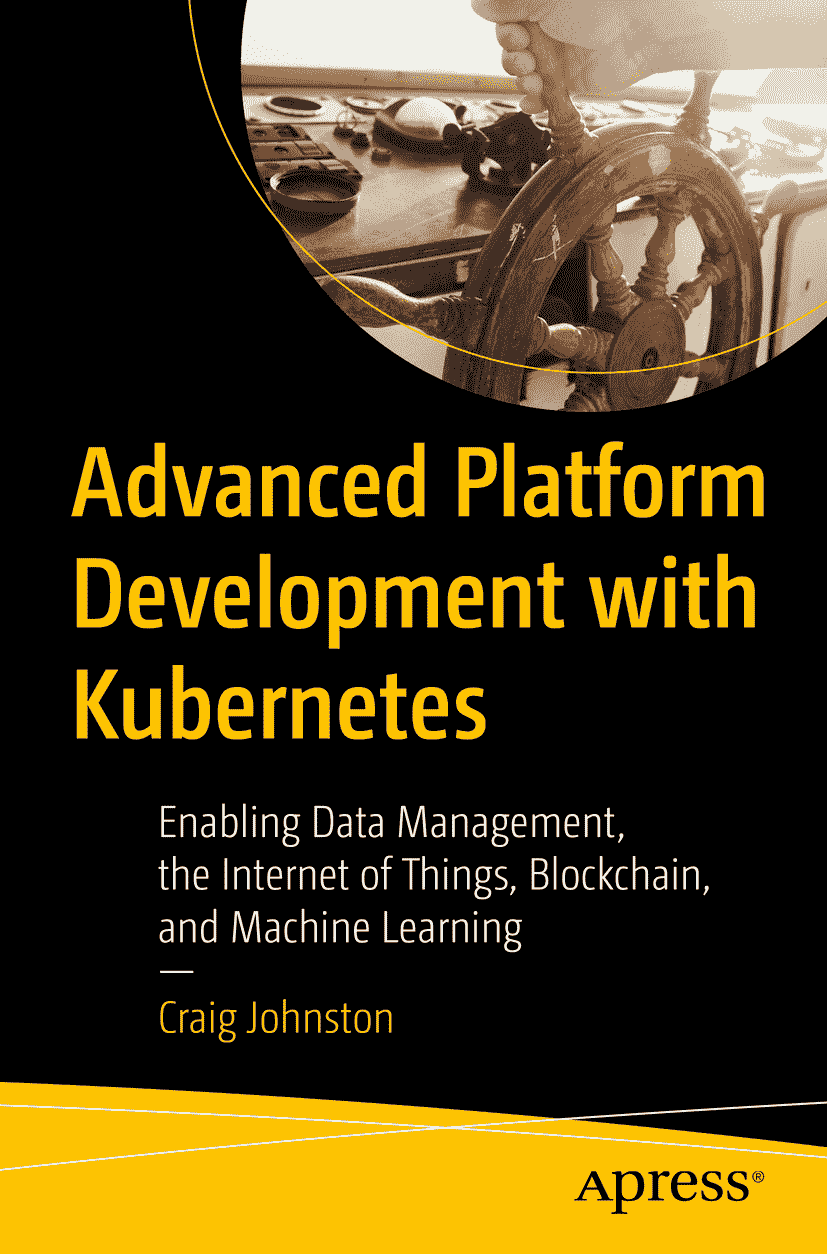 Advanced Platform
Development with
Kubernetes
Enabling Data Management,
the Internet of Things, Blockchain,
and Machine Learning
—
Craig Johnston
Apress®